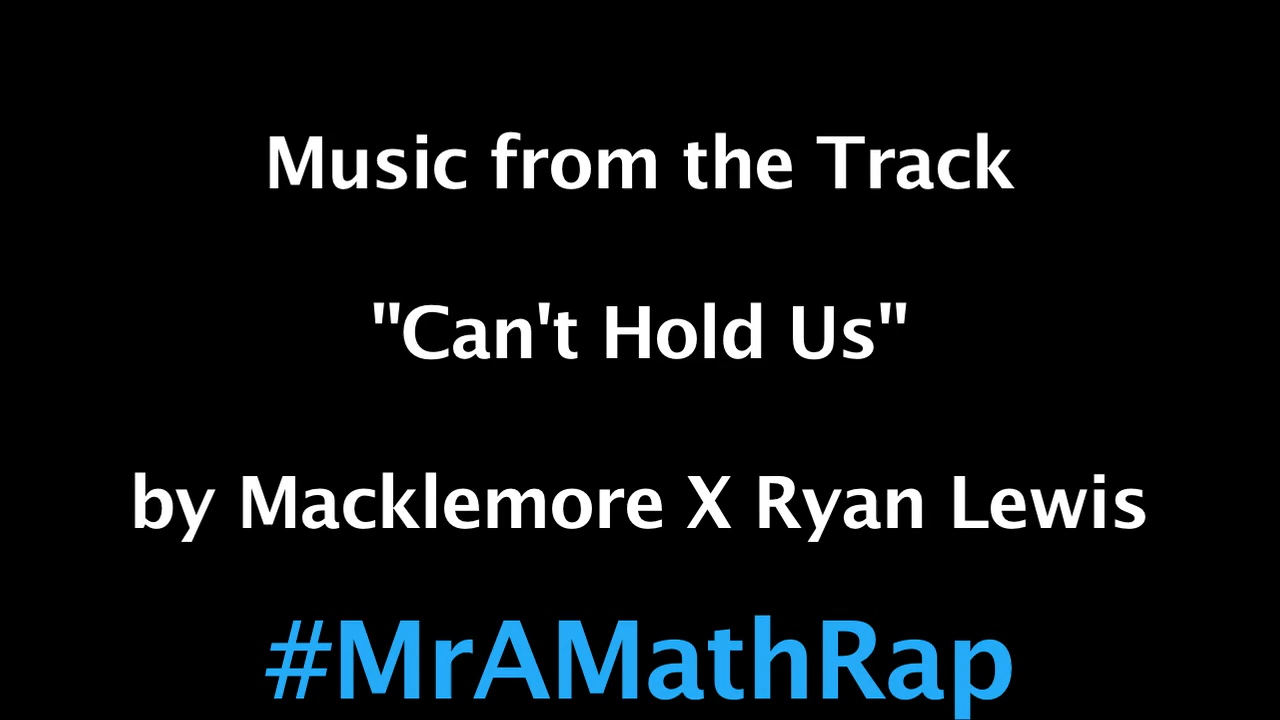 Music from the Track
"Can't Hold Us"
by Macklemore X Ryan Lewis
#MrAMathRap